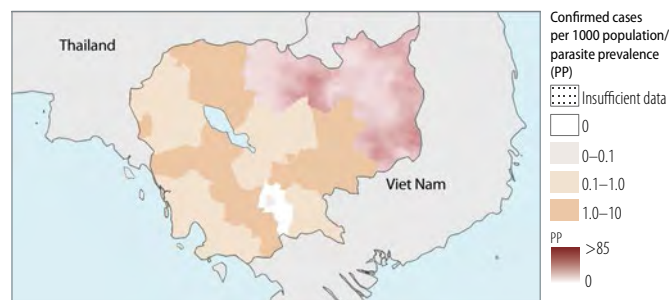 Thailand
Viet Nam
Confirmed cases
per 1000 population/
parasite prevalence
(PP)
Insufficient data
0
0–0.1
0.1–1.0
1.0–10
PP
>85
0